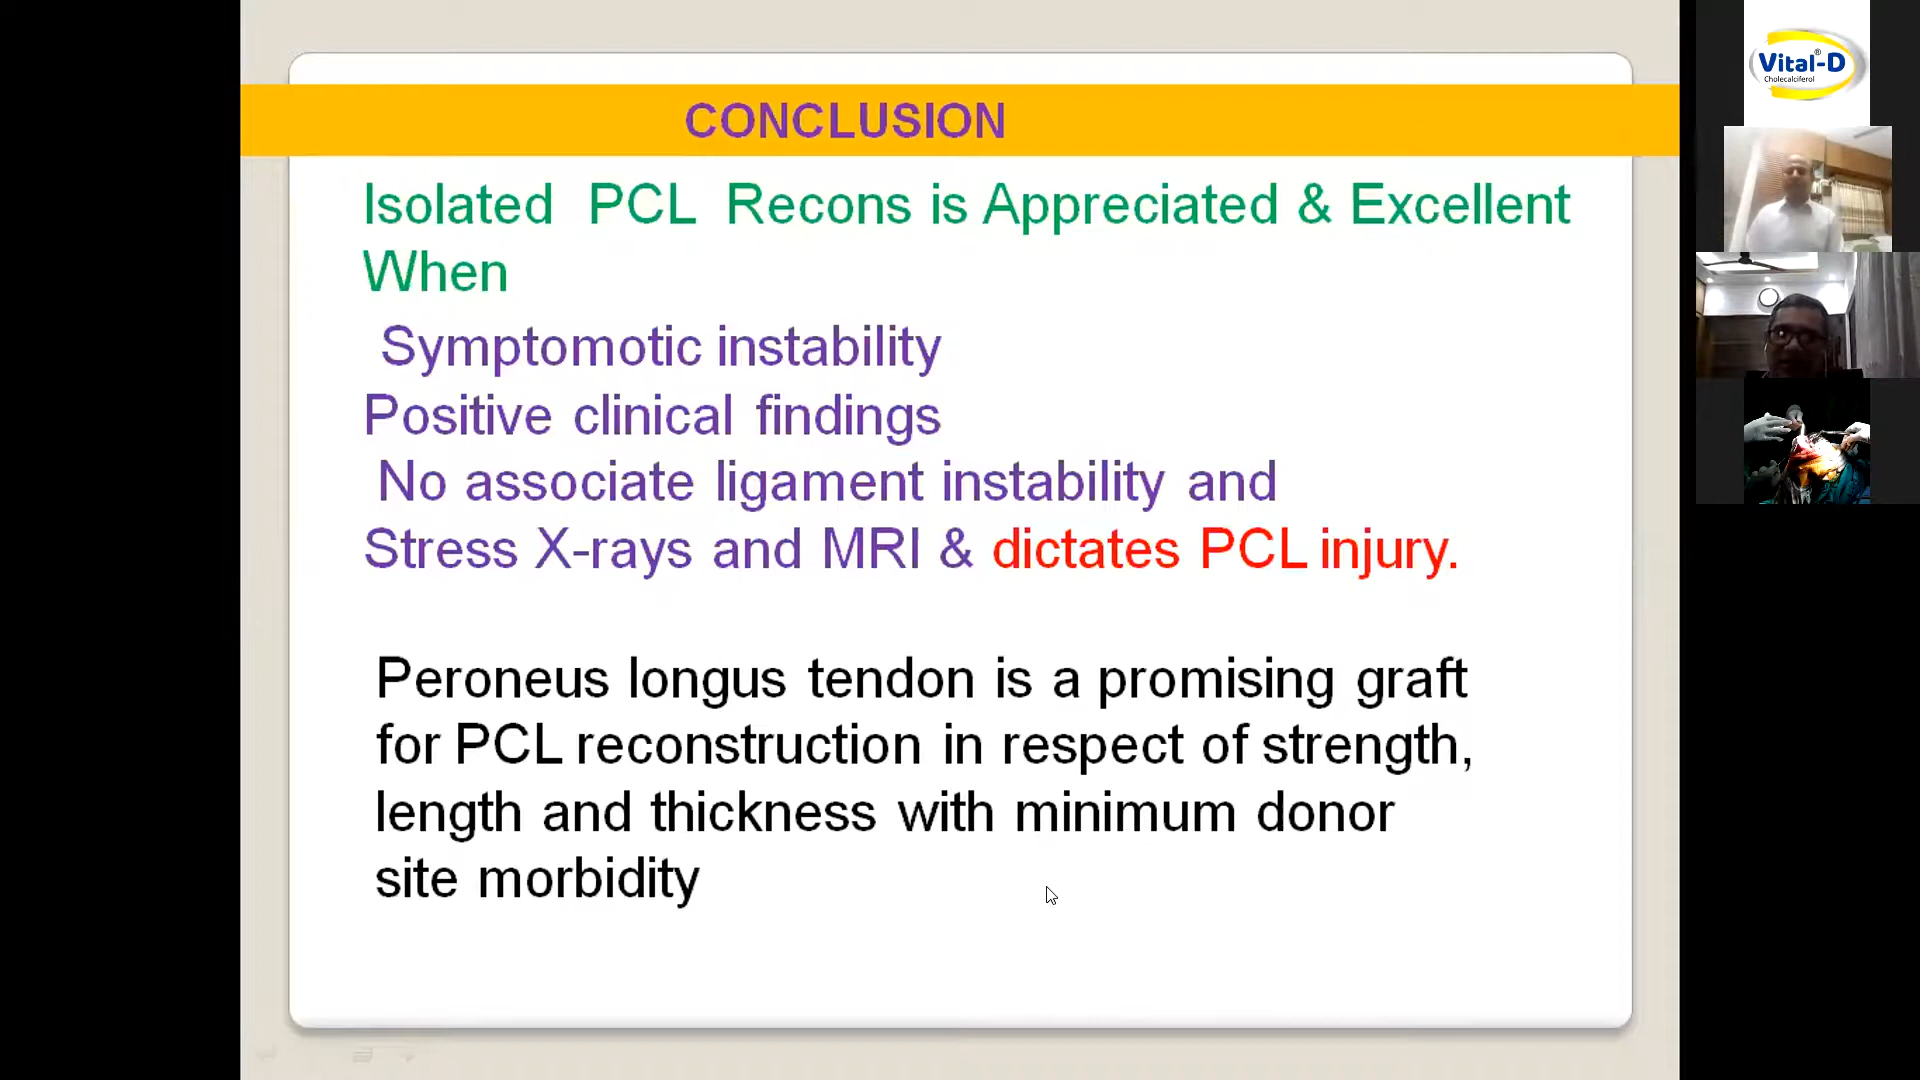 CONCLUSION
Isolated PCL Recons is Appreciated & Excellent
When
Symptomotic instability
Positive clinical findings
No associate ligament instability and
Stress X-rays and MRI & dictates PCL injury.
Peroneus longus tendon is a promising graft
for PCL reconstruction in respect of strength,
length and thickness with minimum donor
site morbidity
Vital-D®
Cholecalciferol